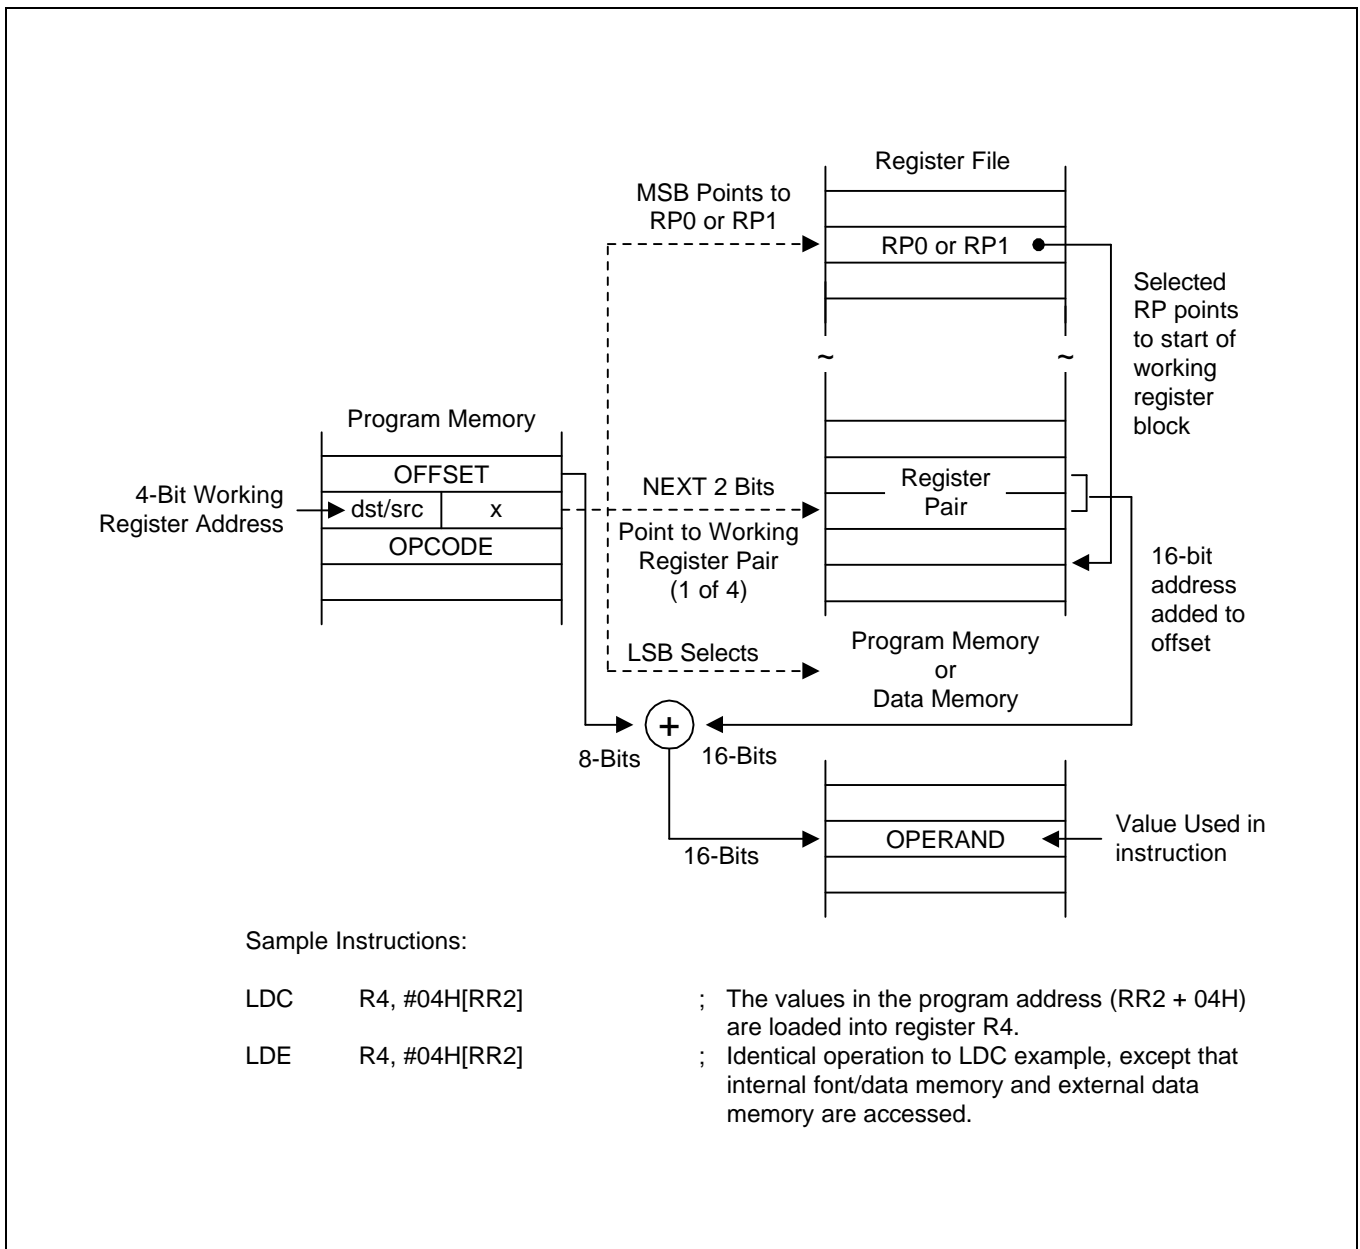 Register File
MSB Points to
RP0 or RP1
RP0 or RP1
Selected
RP points
to start of
working
register
block
~ ~
Program Memory
OFFSET
4-Bit Working
Register Address
dst/src x
OPCODE
NEXT 2 Bits
Point to Working
Register Pair
(1 of 4)
Register
Pair
16-bit
address
added to
offset
LSB Selects
Program Memory
or
Data Memory
+
8-Bits
16-Bits
16-Bits
OPERAND
Value Used in
instruction
Sample Instructions:
LDC R4, #04H[RR2] ; The values in the program address (RR2 + 04H)
are loaded into register R4.
LDE R4, #04H[RR2] ; Identical operation to LDC example, except that
internal font/data memory and external data
memory are accessed.